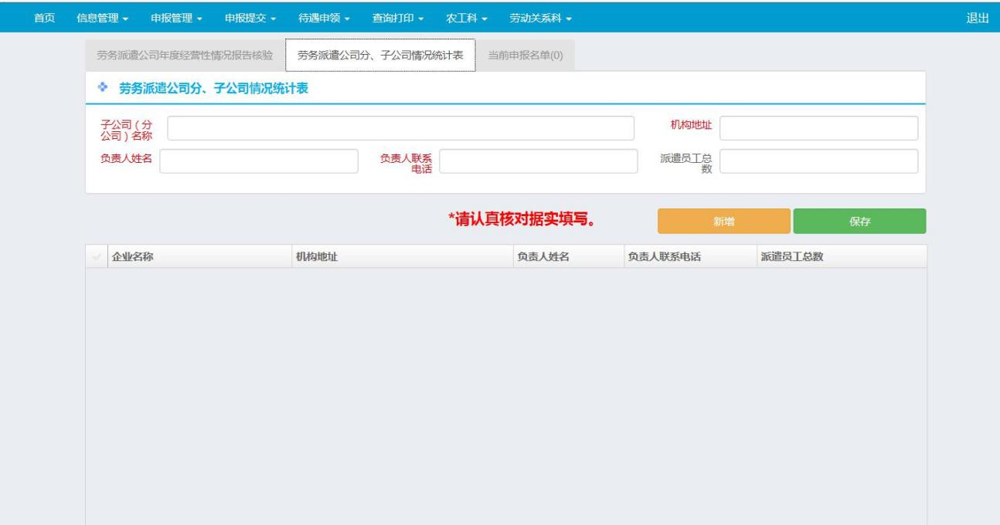 首页 信息管理 申报管理 申报提交 待遇申领 查询打印 农工科 劳动关系科 退出
劳务派遣公司年度经营性情况报告核验 劳务派遣公司分、子公司情况统计表 当前申报名单(0)
劳务派遣公司分、子公司情况统计表
子公司（分
公司）名称
机构地址
负责人姓名
负责人联系
电话
派遣员工总
数
*请认真核对据实填写。
新增 保存
企业名称 机构地址 负责人姓名 负责人联系电话 派遣员工总数